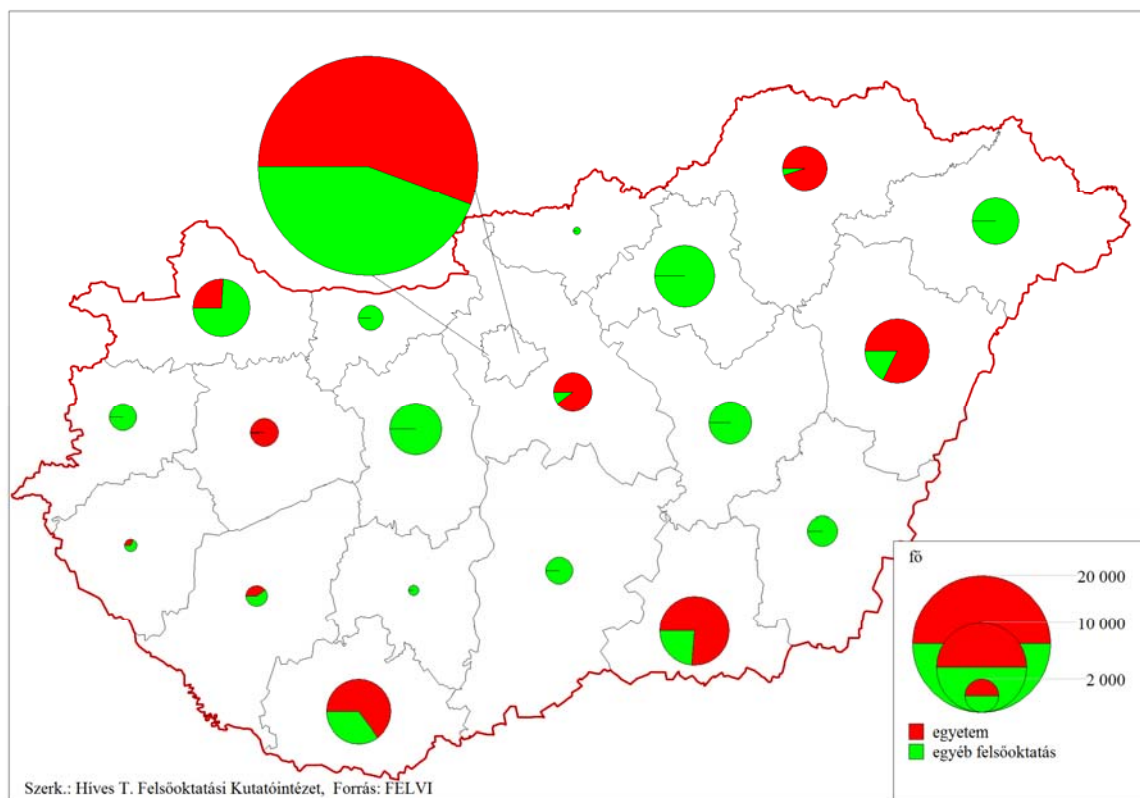 fő
20 000
10 000
2 000
egyetem
egyéb felsőoktatás
Szerk.: Híves T. Felsőoktatási Kutatóintézet, Forrás: FELVI